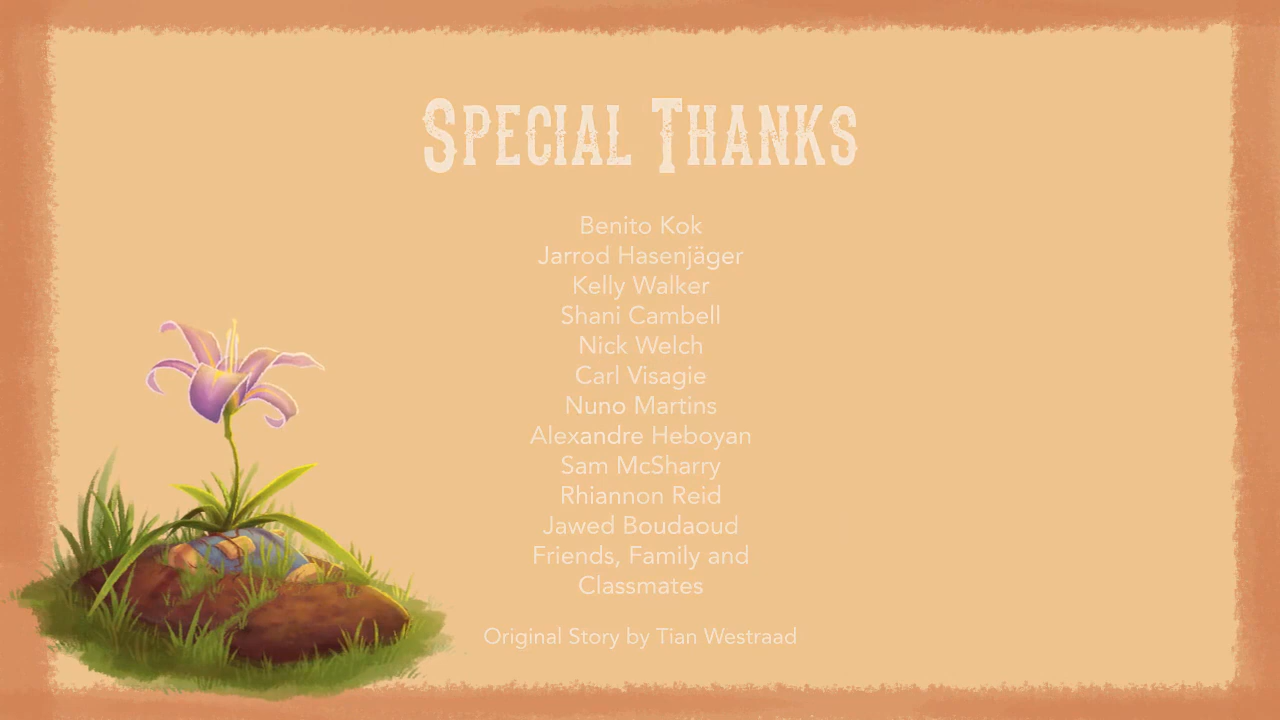 Special Thanks
Benito Kok
Jarrod Hasenjäger
Kelly Walker
Shani Cambell
Nick Welch
Carl Visagie
Nuno Martins
Alexandre Heboyan
Sam McSharry
Rhiannon Reid
Jawed Boudaoud
Friends, Family and
Classmates
Original Story by Tian Westraad